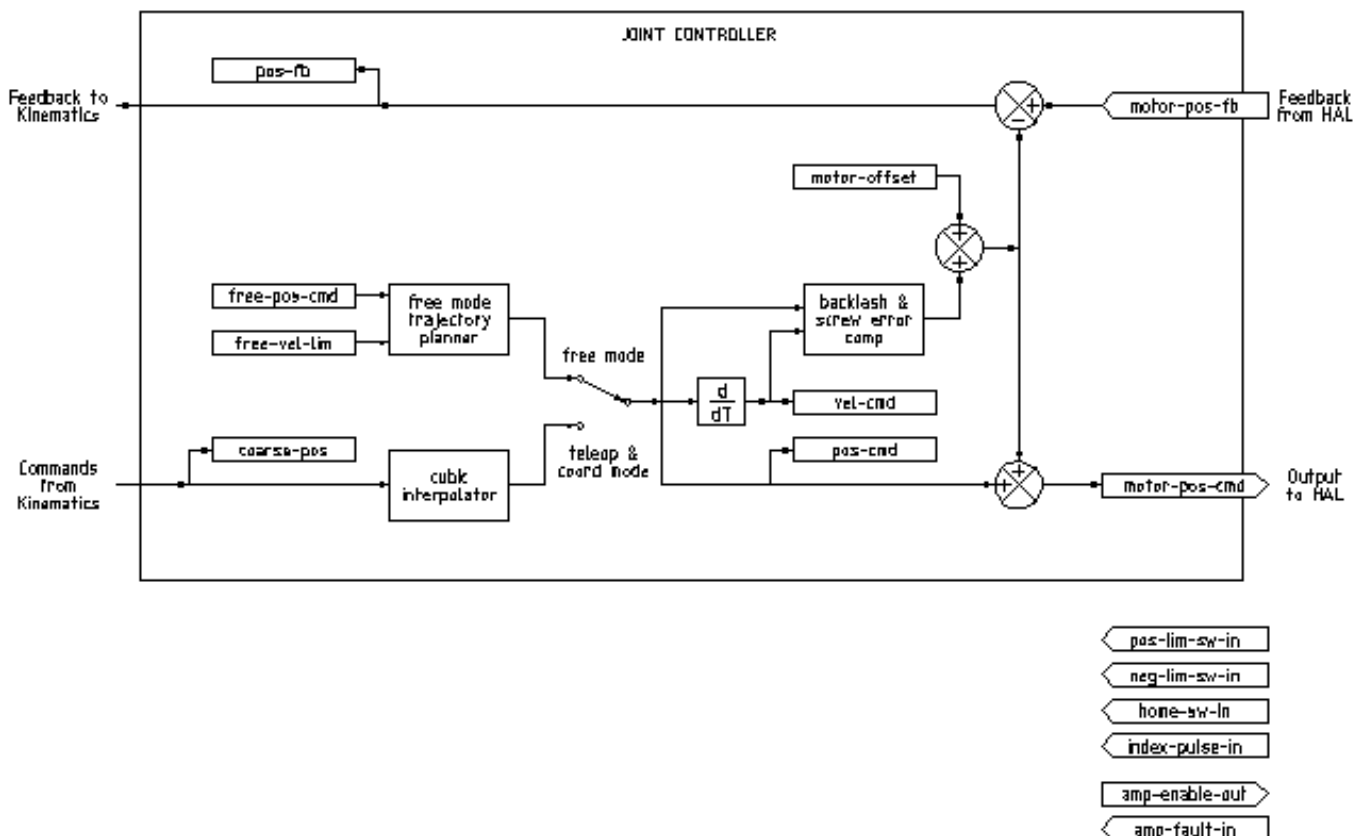 JOINT CONTROLLER
pos-fb
Feedback to
Kinematics
motor-pos-fb
Feedback
from HAL
motor-offset
free-pos-cmd
free-vel-lim
free mode
trajectory
planner
backlash &
screw error
comp
free mode
d
dT
vel-cmd
coarse-pos
teleop &
coord mode
pos-cmd
Commands
from
Kinematics
cubic
interpolator
motor-pos-cmd
Output
to HAL
pos-lim-sw-in
neg-lim-sw-in
home-sw-in
index-pulse-in
amp-enable-out
amp-fault-in